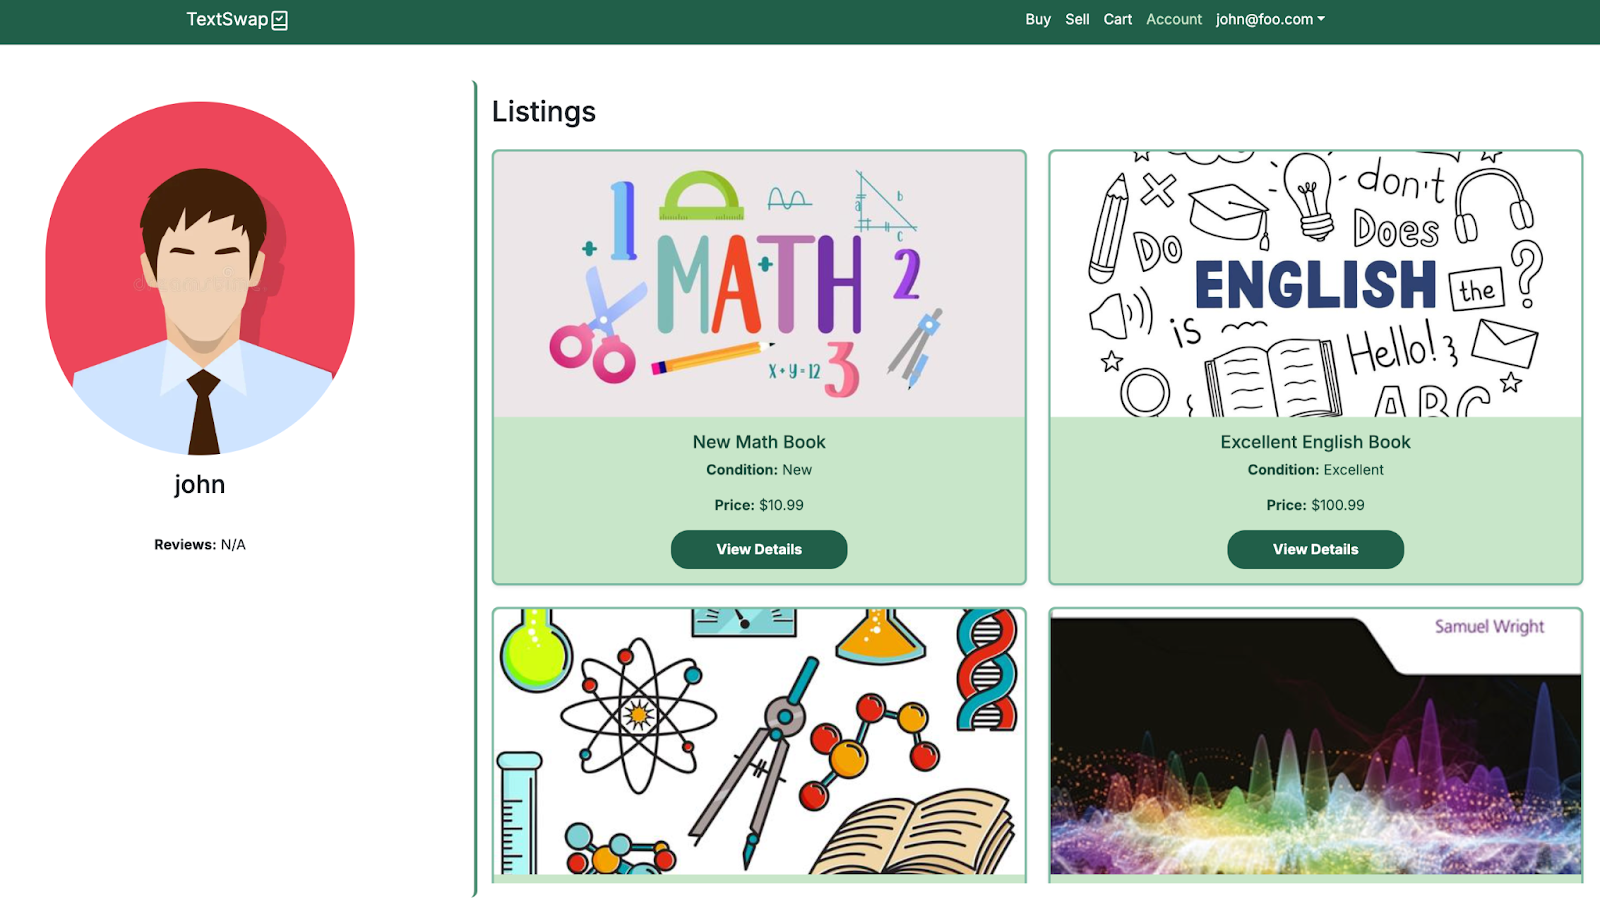 TextSwap
Buy Sell Cart Account john@foo.com
Listings
+1
MATH
a b c
2
x + y = 12
3
New Math Book
Condition: New
Price: $10.99
View Details
don't
Do
Does
ENGLISH
the
?
is
Hello!
ABC
Excellent English Book
Condition: Excellent
Price: $100.99
View Details
john
Reviews: N/A
Samuel Wright